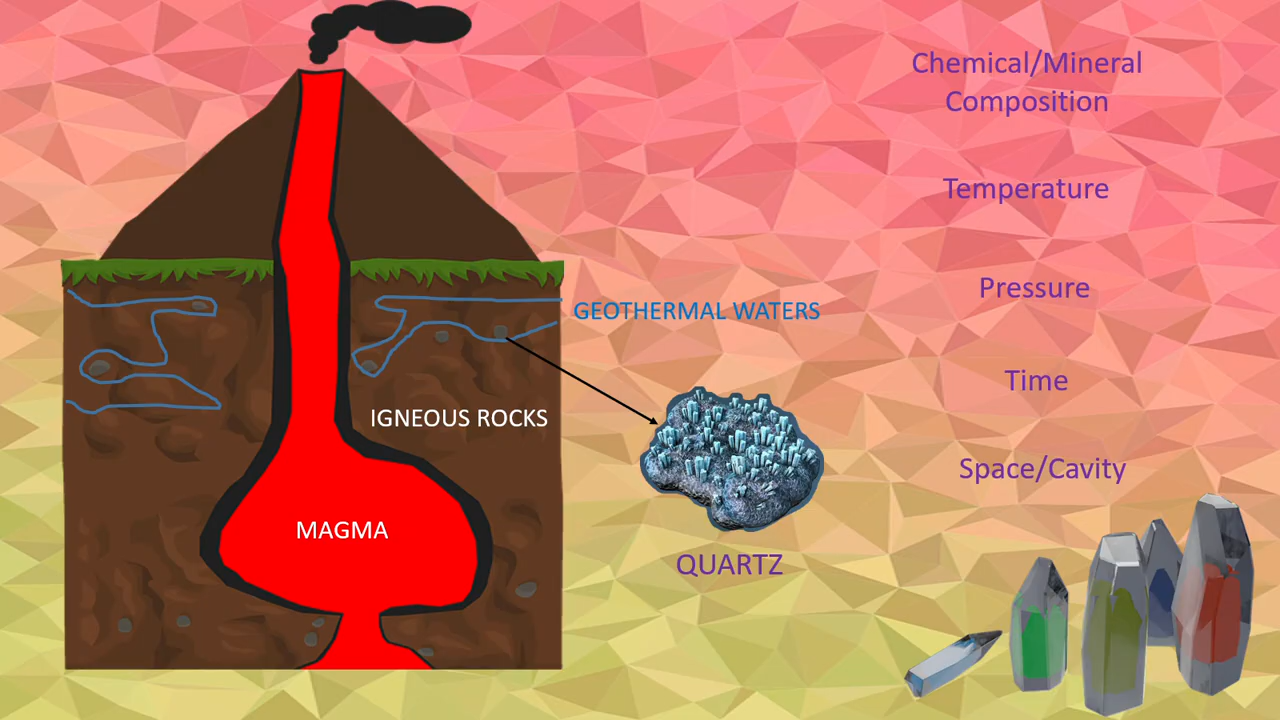 Chemical/Mineral
Composition
Temperature
Pressure
GEOTHERMAL WATERS
Time
IGNEOUS ROCKS
Space/Cavity
MAGMA
QUARTZ